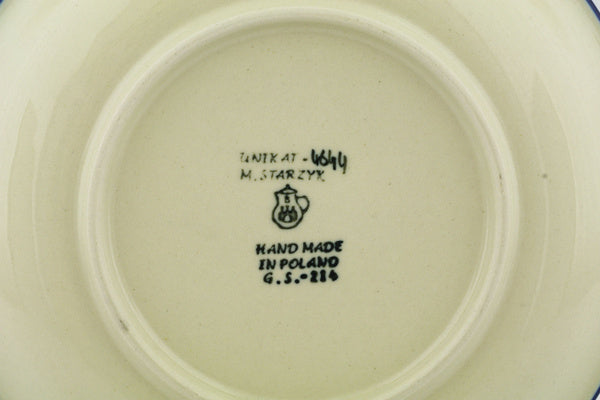 UNIKAT - 4644
M. STARZYK
B
HAND MADE
IN POLAND
G.S.-284